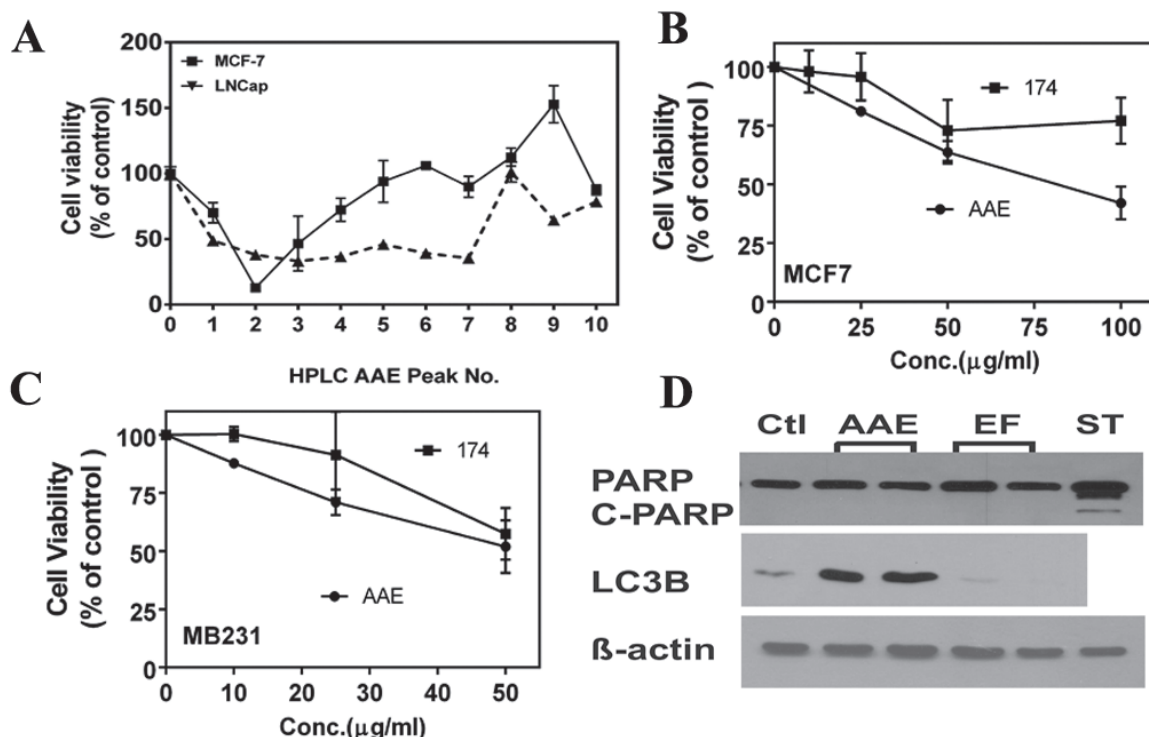 A
Cell viability
(% of control)
200
150
100
50
0
MCF-7
LNCap
0 1 2 3 4 5 6 7 8 9 10
HPLC AAE Peak No.
B
Cell Viability
(% of control)
100
75
50
25
0
174
AAE
MCF7
0 25 50 75 100
Conc.(μg/ml)
C
Cell Viability
(% of control)
100
75
50
25
0
174
AAE
MB231
0 10 20 30 40 50
Conc.(μg/ml)
D
Ctl AAE EF ST
PARP
C-PARP
LC3B
ß-actin